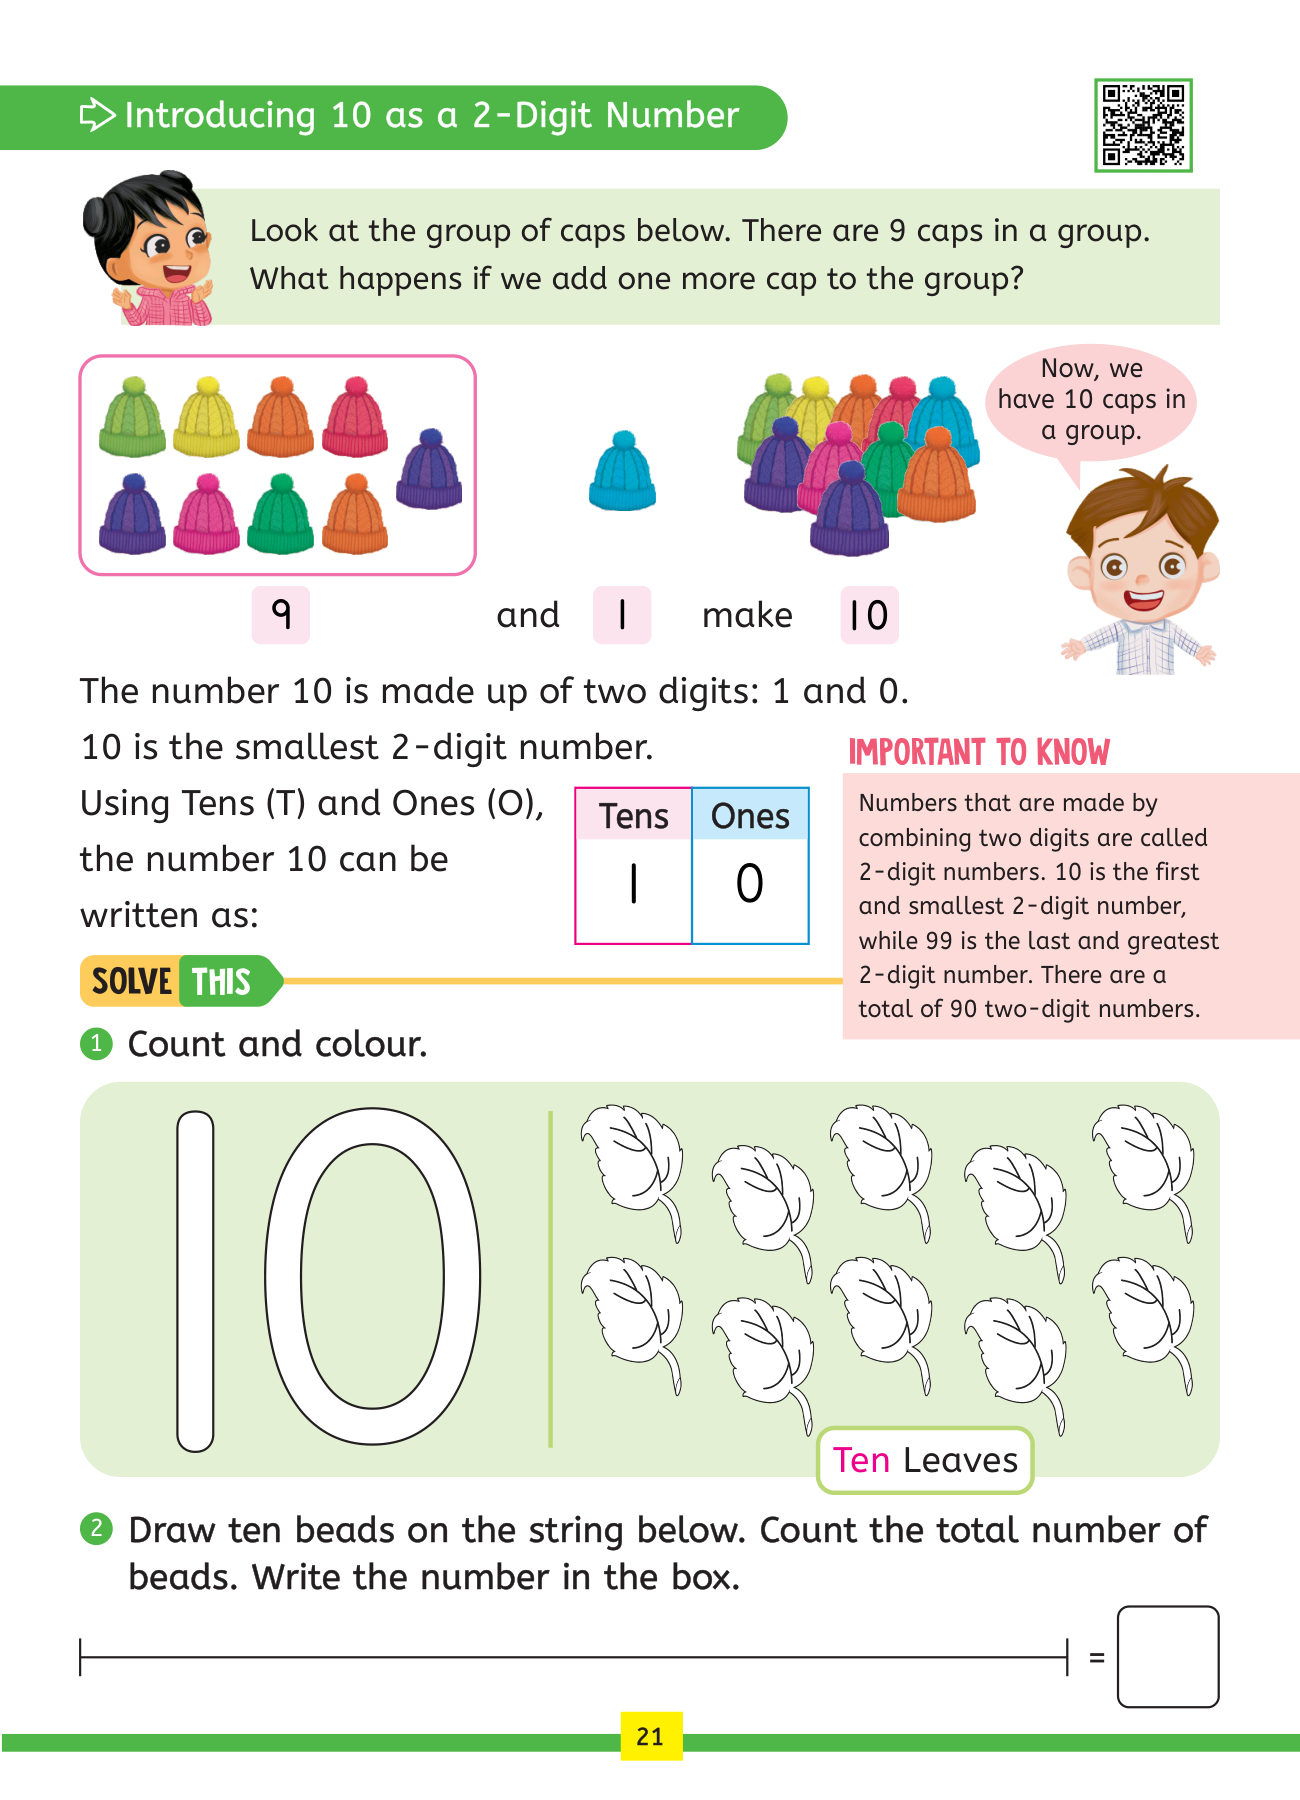 Introducing 10 as a 2-Digit Number
Look at the group of caps below. There are 9 caps in a group.
What happens if we add one more cap to the group?
Now, we
have 10 caps in
a group.
9 and 1 make 10
The number 10 is made up of two digits: 1 and 0.
10 is the smallest 2-digit number.
Using Tens (T) and Ones (O),
the number 10 can be
written as:
Tens Ones
1 0
IMPORTANT TO KNOW
Numbers that are made by
combining two digits are called
2-digit numbers. 10 is the first
and smallest 2-digit number,
while 99 is the last and greatest
2-digit number. There are a
total of 90 two-digit numbers.
SOLVE THIS
1 Count and colour.
10
Ten Leaves
2 Draw ten beads on the string below. Count the total number of
beads. Write the number in the box.
=
21